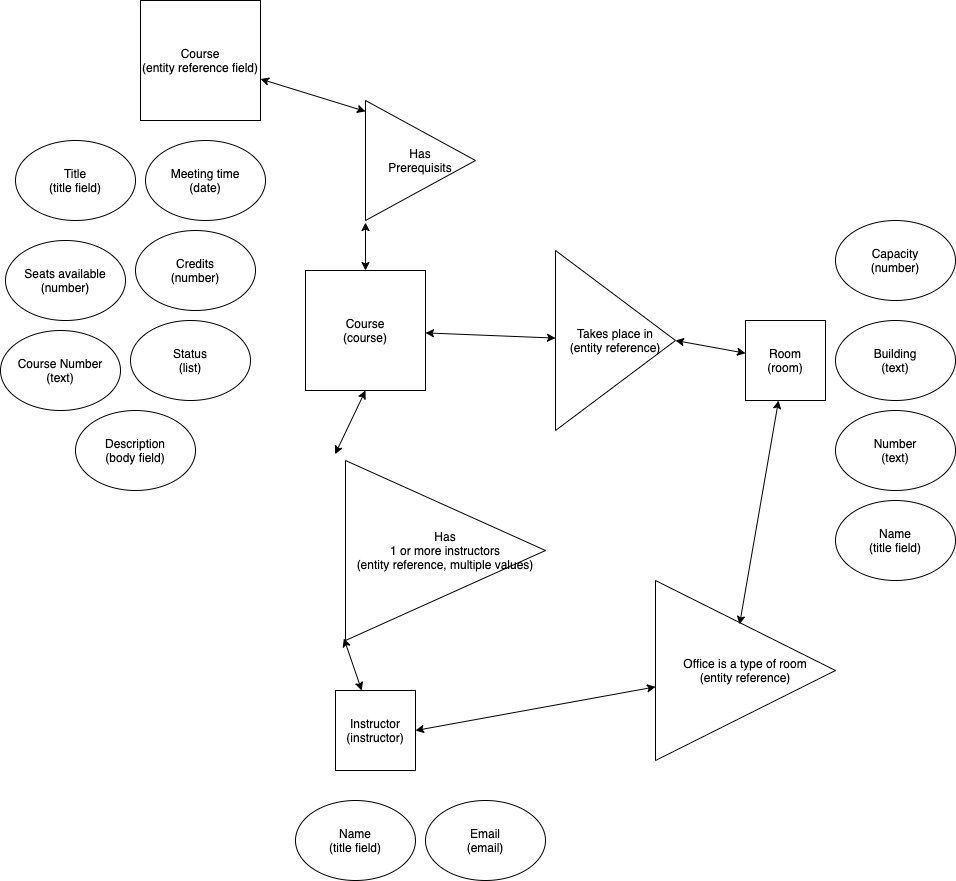 Course
(entity reference field)
Has
Prerequisits
Title
(title field)
Meeting time
(date)
Seats available
(number)
Credits
(number)
Course Number
(text)
Status
(list)
Description
(body field)
Course
(course)
Takes place in
(entity reference)
Room
(room)
Capacity
(number)
Building
(text)
Number
(text)
Name
(title field)
Has
1 or more instructors
(entity reference, multiple values)
Office is a type of room
(entity reference)
Instructor
(instructor)
Name
(title field)
Email
(email)